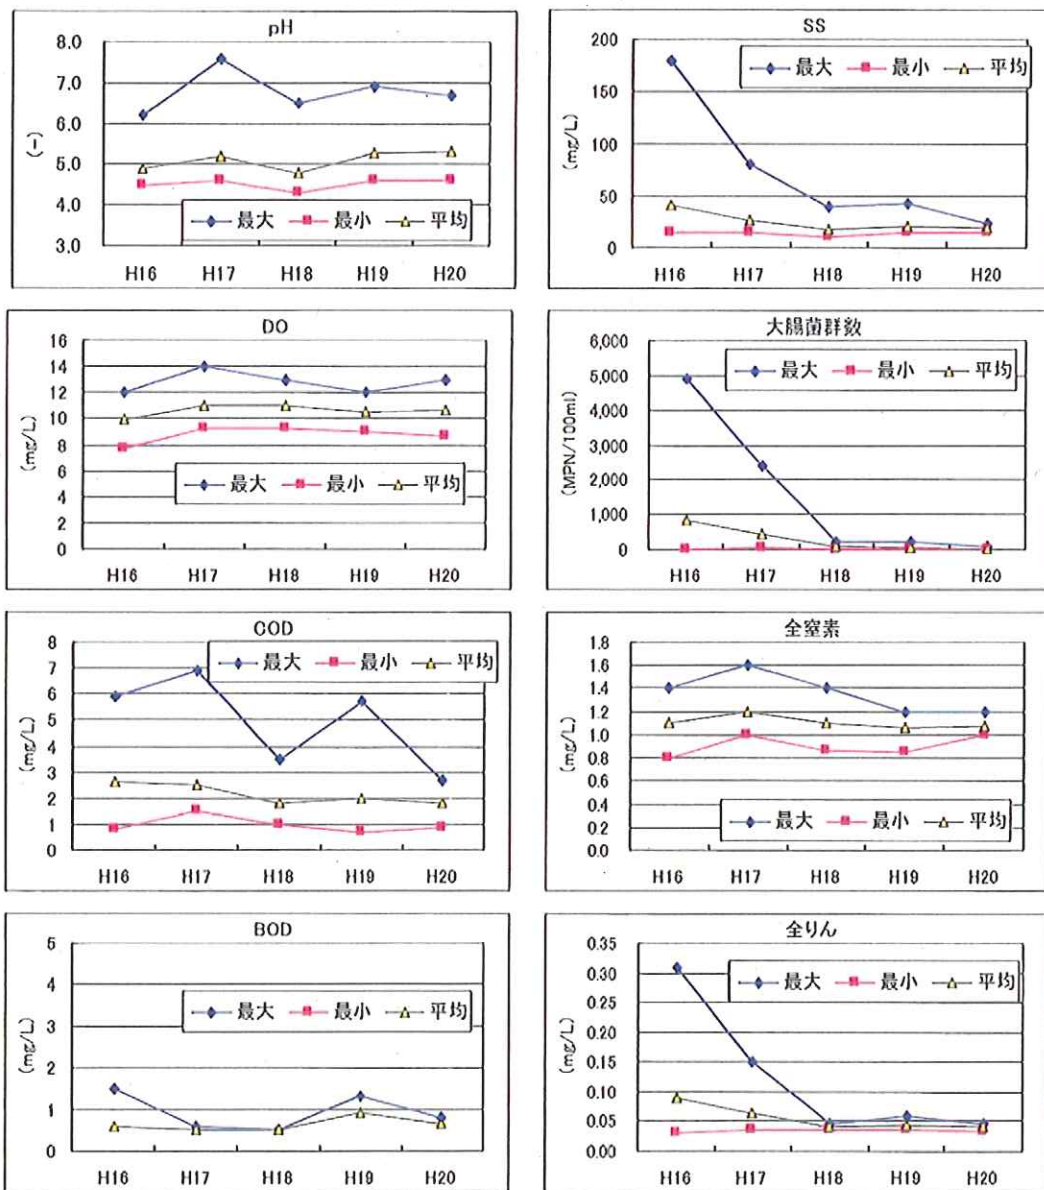 pH
8.0
7.0
6.0
5.0
4.0
3.0
(-)
最大 最小 平均
H16 H17 H18 H19 H20
SS
200
150
100
50
0
(mg/L)
最大 最小 平均
H16 H17 H18 H19 H20
DO
16
14
12
10
8
6
4
2
0
(mg/L)
最大 最小 平均
H16 H17 H18 H19 H20
大腸菌群数
6,000
5,000
4,000
3,000
2,000
1,000
0
(MPN/100ml)
最大 最小 平均
H16 H17 H18 H19 H20
COD
8
7
6
5
4
3
2
1
0
(mg/L)
最大 最小 平均
H16 H17 H18 H19 H20
全窒素
1.8
1.6
1.4
1.2
1.0
0.8
0.6
0.4
0.2
0.0
(mg/L)
最大 最小 平均
H16 H17 H18 H19 H20
BOD
6
5
4
3
2
1
0
(mg/L)
最大 最小 平均
H16 H17 H18 H19 H20
全りん
0.35
0.30
0.25
0.20
0.15
0.10
0.05
0.00
(mg/L)
最大 最小 平均
H16 H17 H18 H19 H20